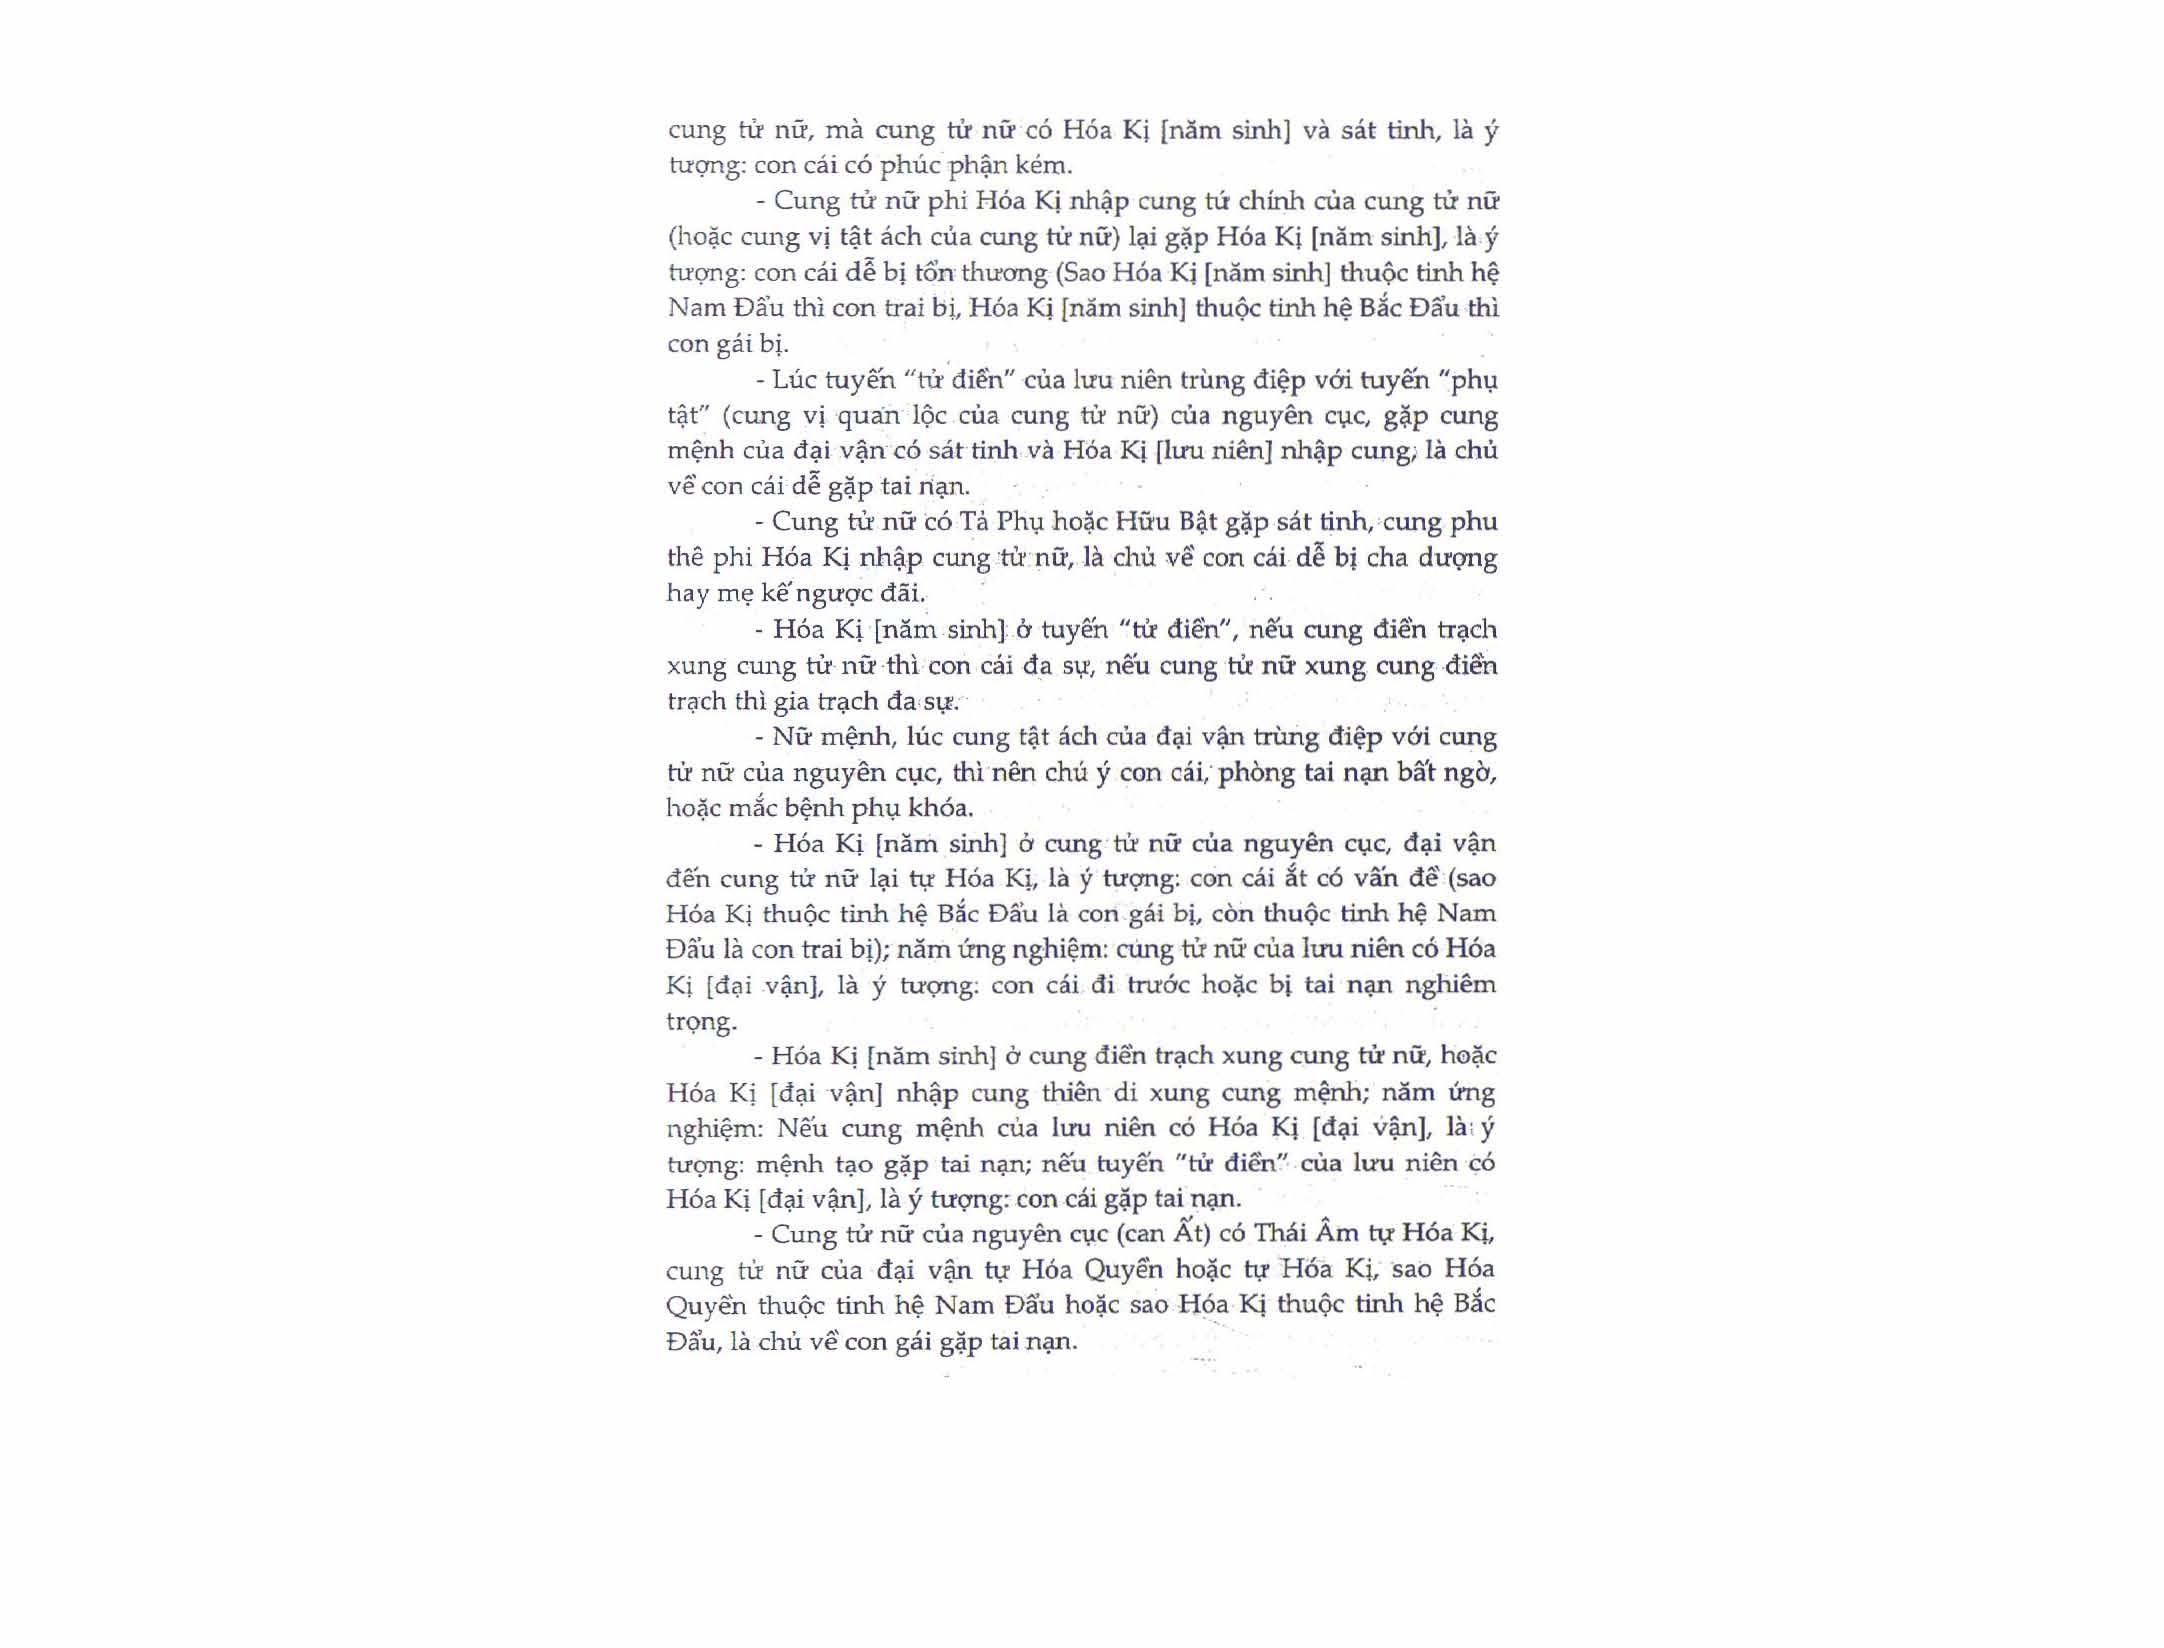 cung tử nữ, mà cung tử nữ có Hóa Kị [năm sinh] và sát tinh, là ý
tượng: con cái có phúc phận kém.
- Cung tử nữ phi Hóa Kị nhập cung tứ chính của cung tử nữ
(hoặc cung vị tật ách của cung tử nữ) lại gặp Hóa Kị [năm sinh], là ý
tượng: con cái dễ bị tổn thương (Sao Hóa Kị [năm sinh] thuộc tinh hệ
Nam Đẩu thì con trai bị, Hóa Kị [năm sinh] thuộc tinh hệ Bắc Đẩu thì
con gái bị.
- Lúc tuyến "tử điền" của lưu niên trùng điệp với tuyến "phụ
tật" (cung vị quan lộc của cung tử nữ) của nguyên cục, gặp cung
mệnh của đại vận có sát tinh và Hóa Kị [lưu niên] nhập cung, là chủ
về con cái dễ gặp tai nạn.
- Cung tử nữ có Tả Phụ hoặc Hữu Bật gặp sát tinh, cung phu
thê phi Hóa Kị nhập cung tử nữ, là chủ về con cái dễ bị cha dượng
hay mẹ kế ngược đãi.
- Hóa Kị [năm sinh] ở tuyến "tử điền", nếu cung điền trạch
xung cung tử nữ thì con cái đa sự, nếu cung tử nữ xung cung điền
trạch thì gia trạch đa sự.
- Nữ mệnh, lúc cung tật ách của đại vận trùng điệp với cung
tử nữ của nguyên cục, thì nên chú ý con cái, phòng tai nạn bất ngờ,
hoặc mắc bệnh phụ khóa.
- Hóa Kị [năm sinh] ở cung tử nữ của nguyên cục, đại vận
đến cung tử nữ lại tự Hóa Kị, là ý tượng: con cái ắt có vấn đề (sao
Hóa Kị thuộc tinh hệ Bắc Đẩu là con gái bị, còn thuộc tinh hệ Nam
Đẩu là con trai bị); năm ứng nghiệm: cung tử nữ của lưu niên có Hóa
Kị [đại vận], là ý tượng: con cái đi trước hoặc bị tai nạn nghiêm
trọng.
- Hóa Kị [năm sinh] ở cung điền trạch xung cung tử nữ, hoặc
Hóa Kị [đại vận] nhập cung thiên di xung cung mệnh; năm ứng
nghiệm: Nếu cung mệnh của lưu niên có Hóa Kị [đại vận], là ý
tượng: mệnh tạo gặp tai nạn; nếu tuyến "tử điền" của lưu niên có
Hóa Kị [đại vận], là ý tượng: con cái gặp tai nạn.
- Cung tử nữ của nguyên cục (can Ất) có Thái Âm tự Hóa Kị,
cung tử nữ của đại vận tự Hóa Quyền hoặc tự Hóa Kị, sao Hóa
Quyền thuộc tinh hệ Nam Đẩu hoặc sao Hóa Kị thuộc tinh hệ Bắc
Đẩu, là chủ về con gái gặp tai nạn.